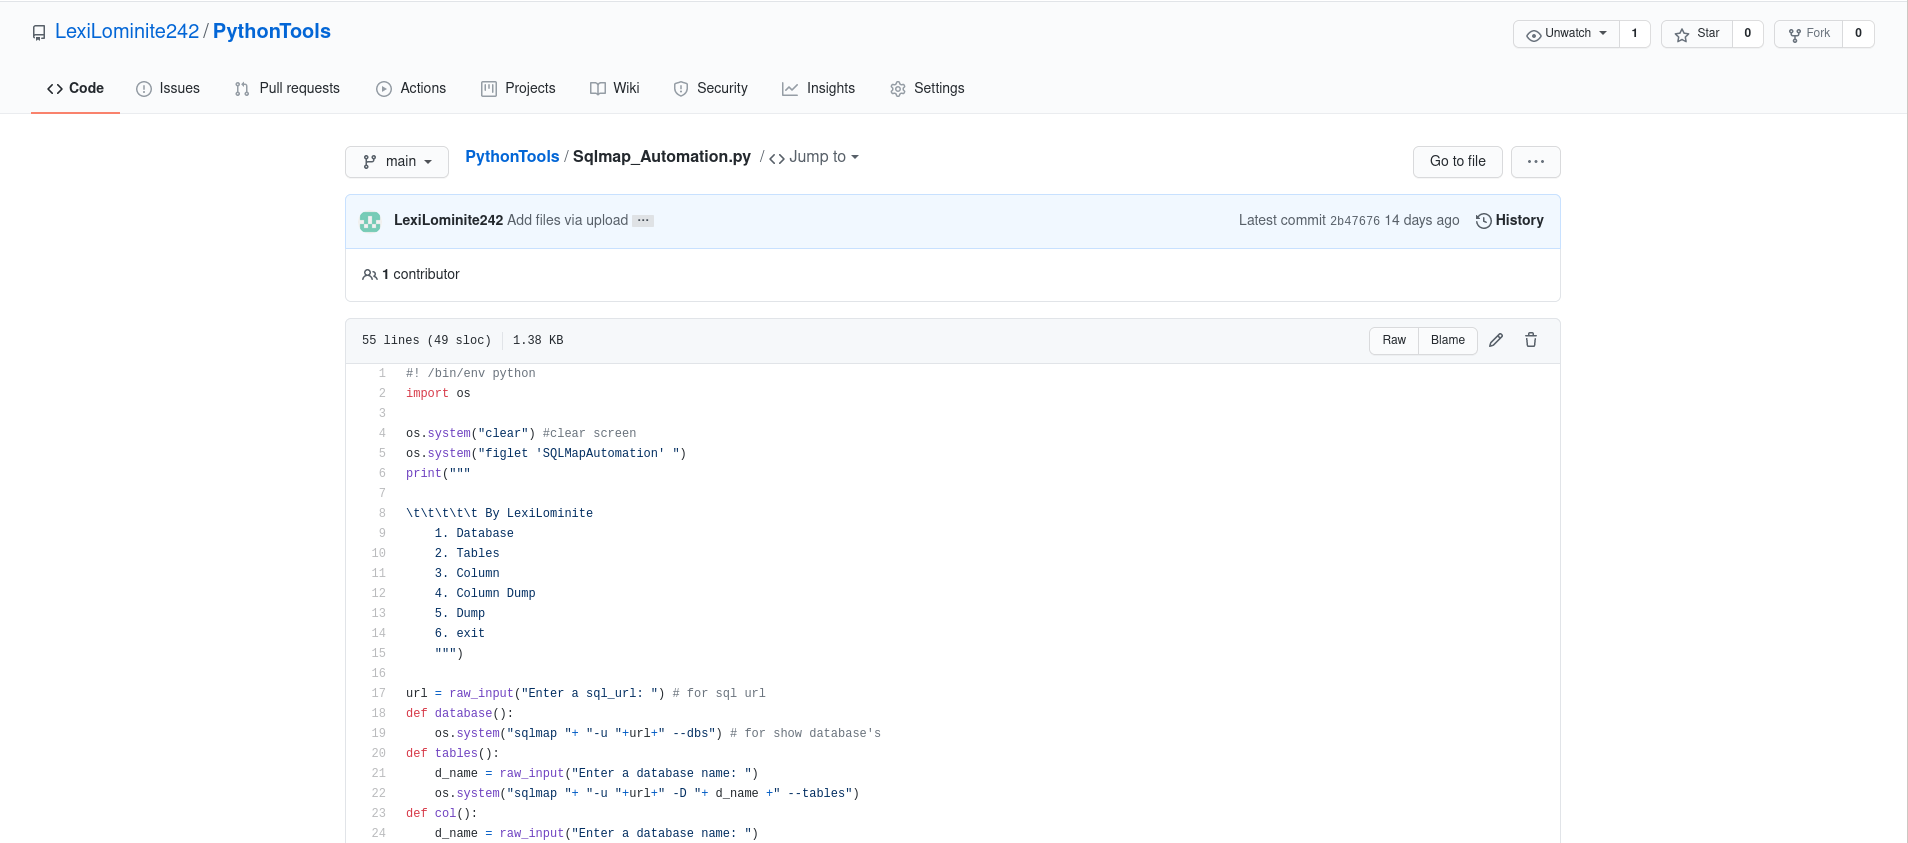 LexiLominite242 / PythonTools
Unwatch 1 Star 0 Fork 0
Code Issues Pull requests Actions Projects Wiki Security Insights Settings
main PythonTools / Sqlmap_Automation.py / <> Jump to Go to file ...
LexiLominite242 Add files via upload ... Latest commit 2b47676 14 days ago History
1 contributor
55 lines (49 sloc) 1.38 KB Raw Blame
1 #! /bin/env python
2 import os
3
4 os.system("clear") #clear screen
5 os.system("figlet 'SQLMapAutomation' ")
6 print("""
7
8 \t\t\t\t\t By LexiLominite
9     1. Database
10     2. Tables
11     3. Column
12     4. Column Dump
13     5. Dump
14     6. exit
15     """)
16
17 url = raw_input("Enter a sql_url: ") # for sql url
18 def database():
19     os.system("sqlmap "+ "-u "+url+" --dbs") # for show database's
20 def tables():
21     d_name = raw_input("Enter a database name: ")
22     os.system("sqlmap "+ "-u "+url+" -D "+ d_name +" --tables")
23 def col():
24     d_name = raw_input("Enter a database name: ")